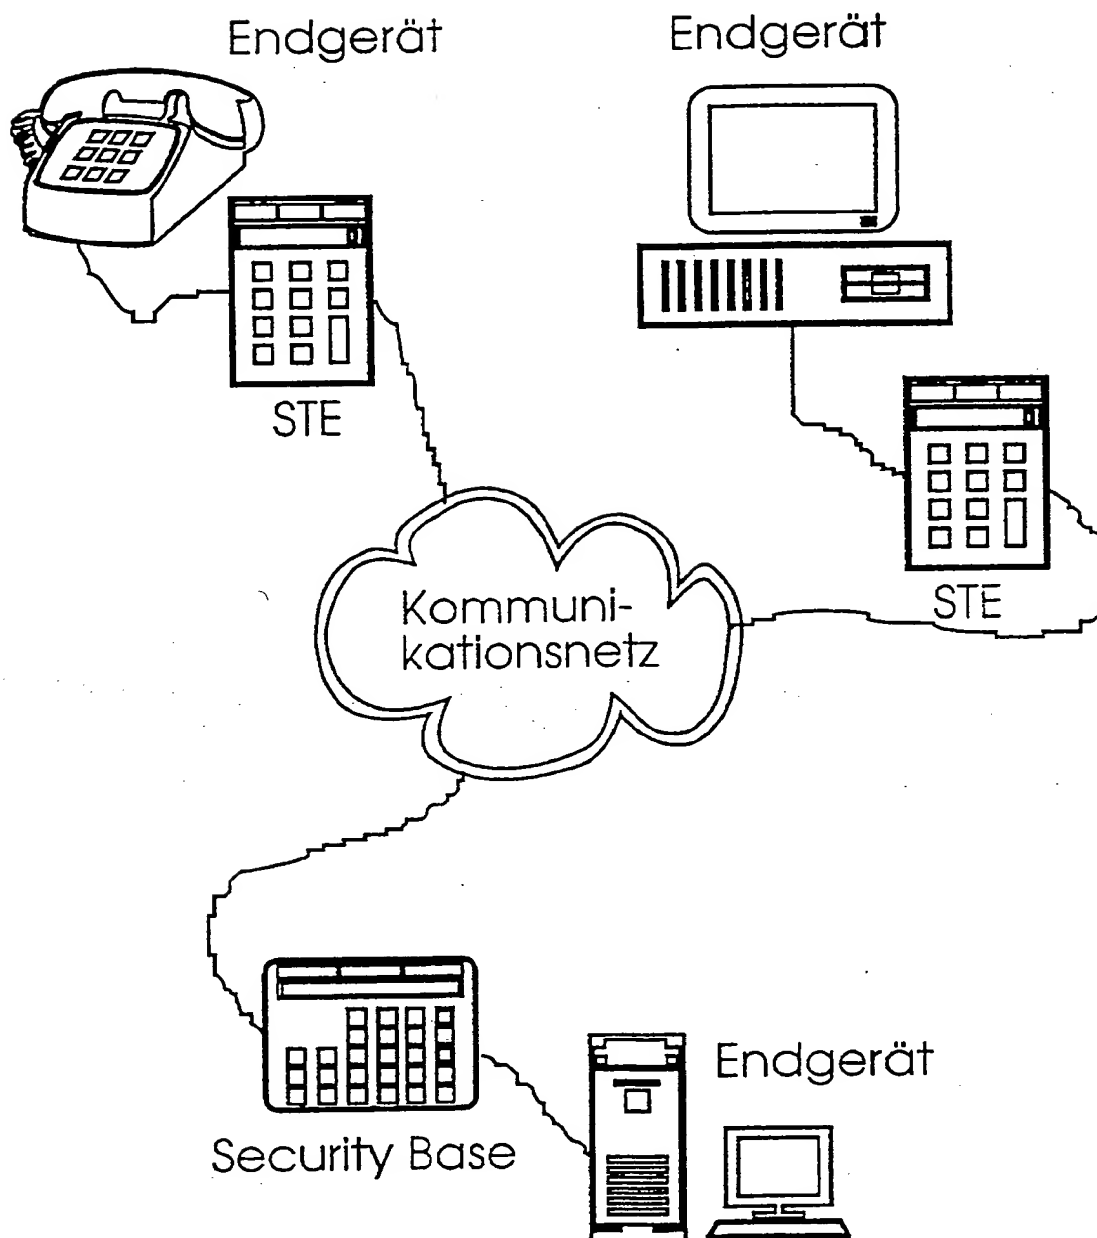 Endgerät
Endgerät
STE
STE
Kommuni-
kationsnetz
Security Base
Endgerät